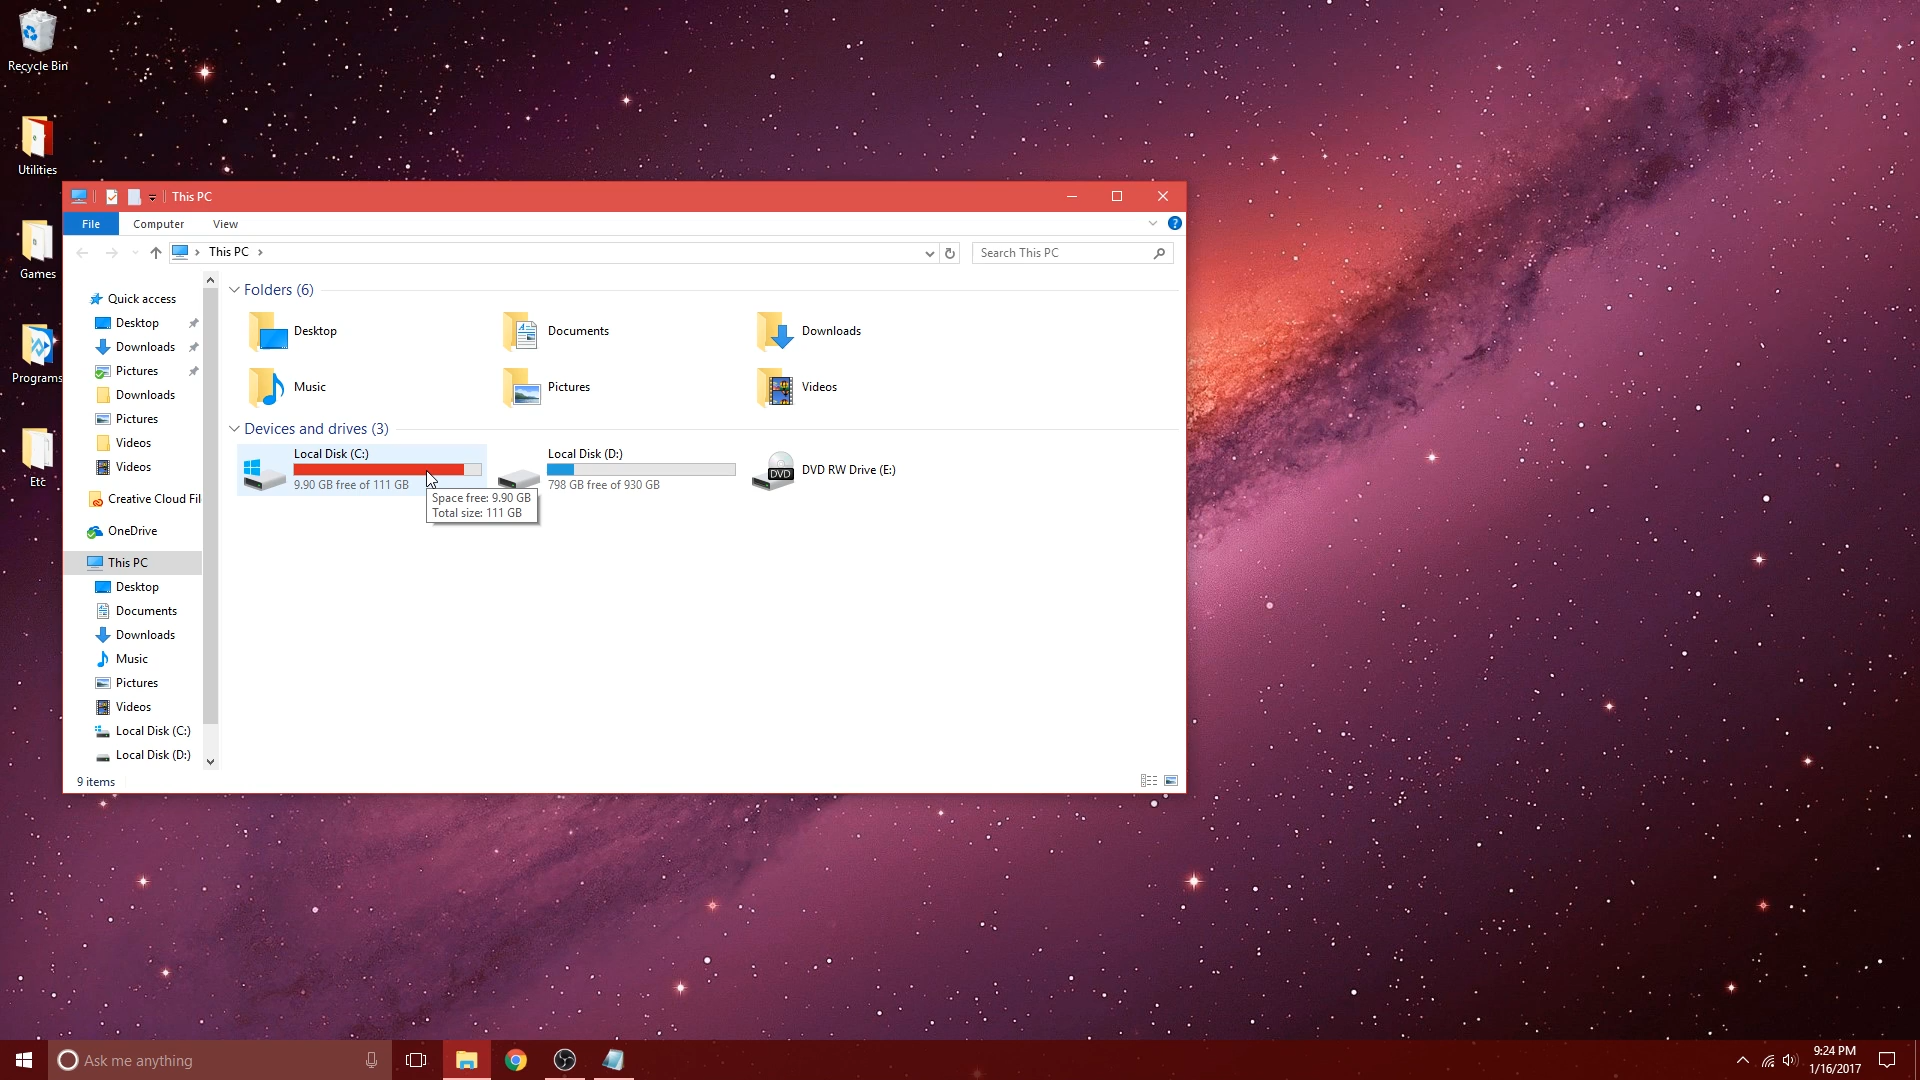 Recycle Bin
Utilities
Games
Programs
Etc
This PC
File
Computer
View
?
This PC
Search This PC
Quick access
Desktop
Downloads
Pictures
Downloads
Pictures
Videos
Videos
Creative Cloud Fil
OneDrive
This PC
Desktop
Documents
Downloads
Music
Pictures
Videos
Local Disk (C:)
Local Disk (D:)
Folders (6)
Desktop
Documents
Downloads
Music
Pictures
Videos
Devices and drives (3)
Local Disk (C:)
9.90 GB free of 111 GB
Space free: 9.90 GB
Total size: 111 GB
Local Disk (D:)
798 GB free of 930 GB
DVD
DVD RW Drive (E:)
9 items
Ask me anything
9:24 PM
1/16/2017